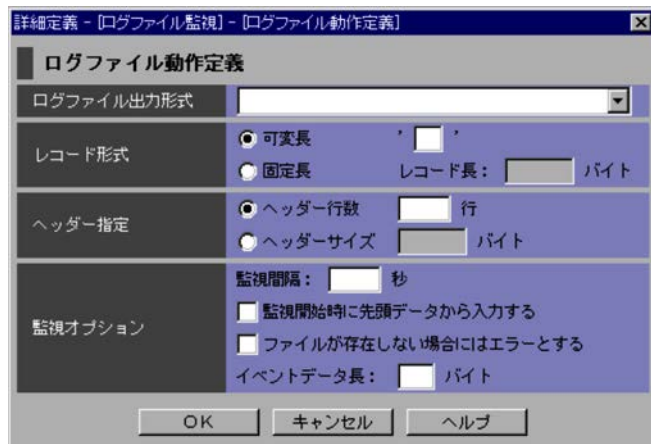 詳細定義 - [ログファイル監視] - [ログファイル動作定義]
ログファイル動作定義
ログファイル出力形式
レコード形式
可変長 ' '
固定長 レコード長： バイト
ヘッダー指定
ヘッダー行数 行
ヘッダーサイズ バイト
監視オプション
監視間隔： 秒
監視開始時に先頭データから入力する
ファイルが存在しない場合にはエラーとする
イベントデータ長： バイト
OK キャンセル ヘルプ